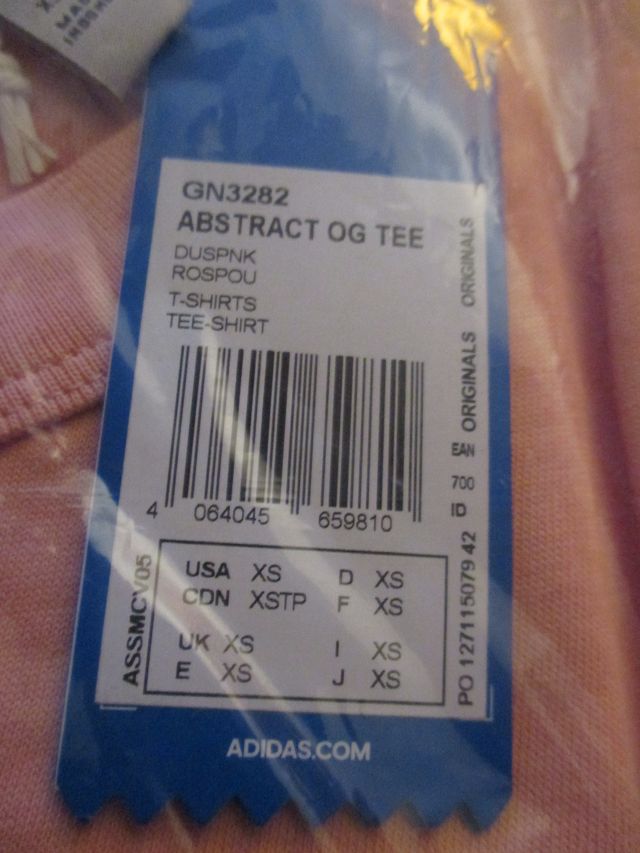 GN3282
ABSTRACT OG TEE
DUSPNK
ROSPOU
T-SHIRTS
TEE-SHIRT
ORIGINALS
ORIGINALS
EAN
700
ID
PO 127115079 42
4 064045 659810
ASSMCV05
USA XS D XS
CDN XSTP F XS
UK XS I XS
E XS J XS
ADIDAS.COM